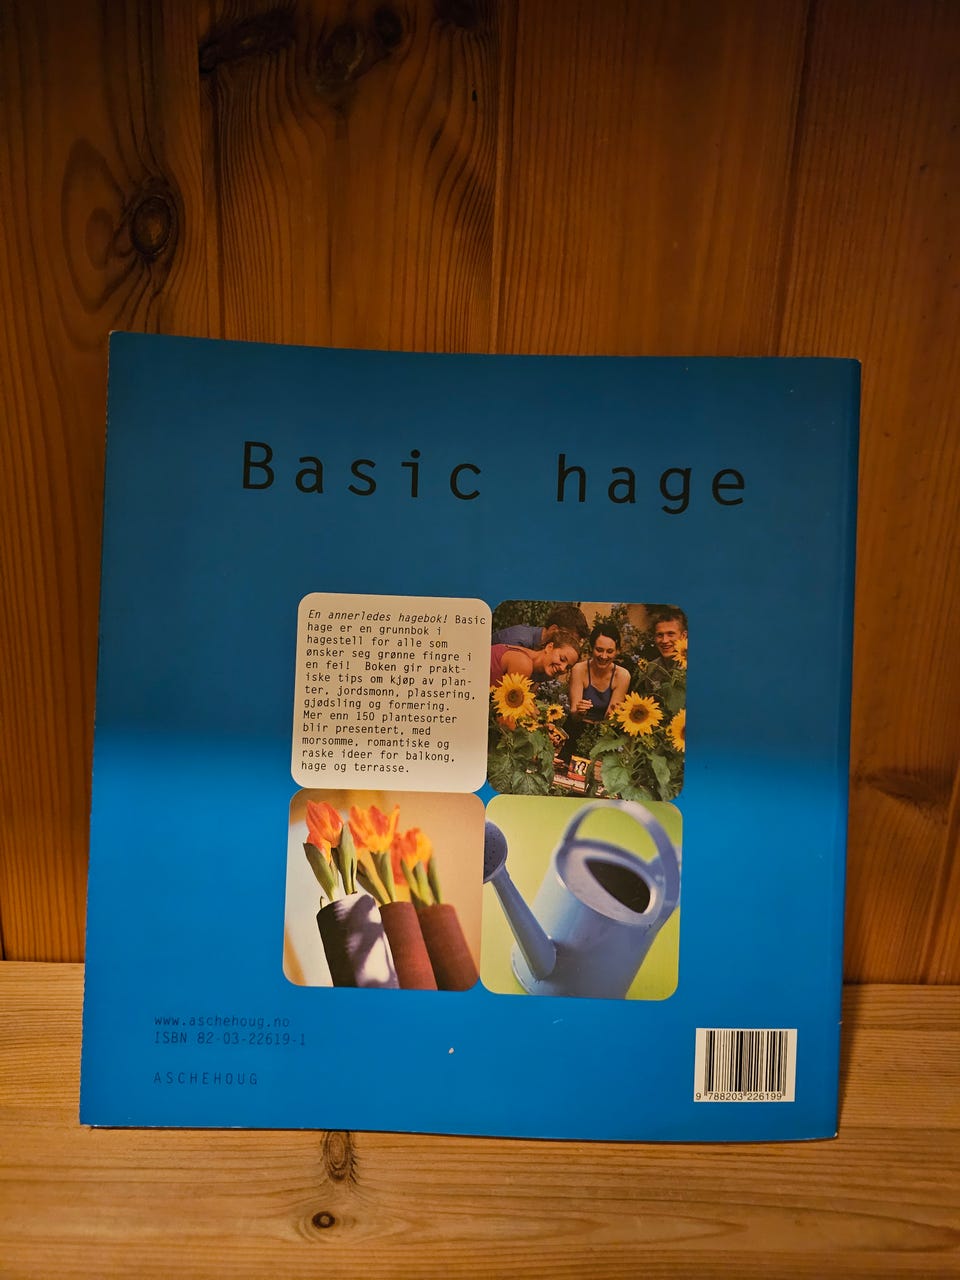 Basic hage
En annerledes hagebok! Basic
hage er en grunnbok i
hagestell for alle som
ønsker seg grønne fingre i
en fei! Boken gir prakt-
iske tips om kjøp av plan-
ter, jordsmonn, plassering,
gjødsling og formering.
Mer enn 150 plantesorter
blir presentert, med
morsomme, romantiske og
raske ideer for balkong,
hage og terrasse.
www.aschehoug.no
ISBN 82-03-22619-1
ASCHEHOUG
9 788203 226199